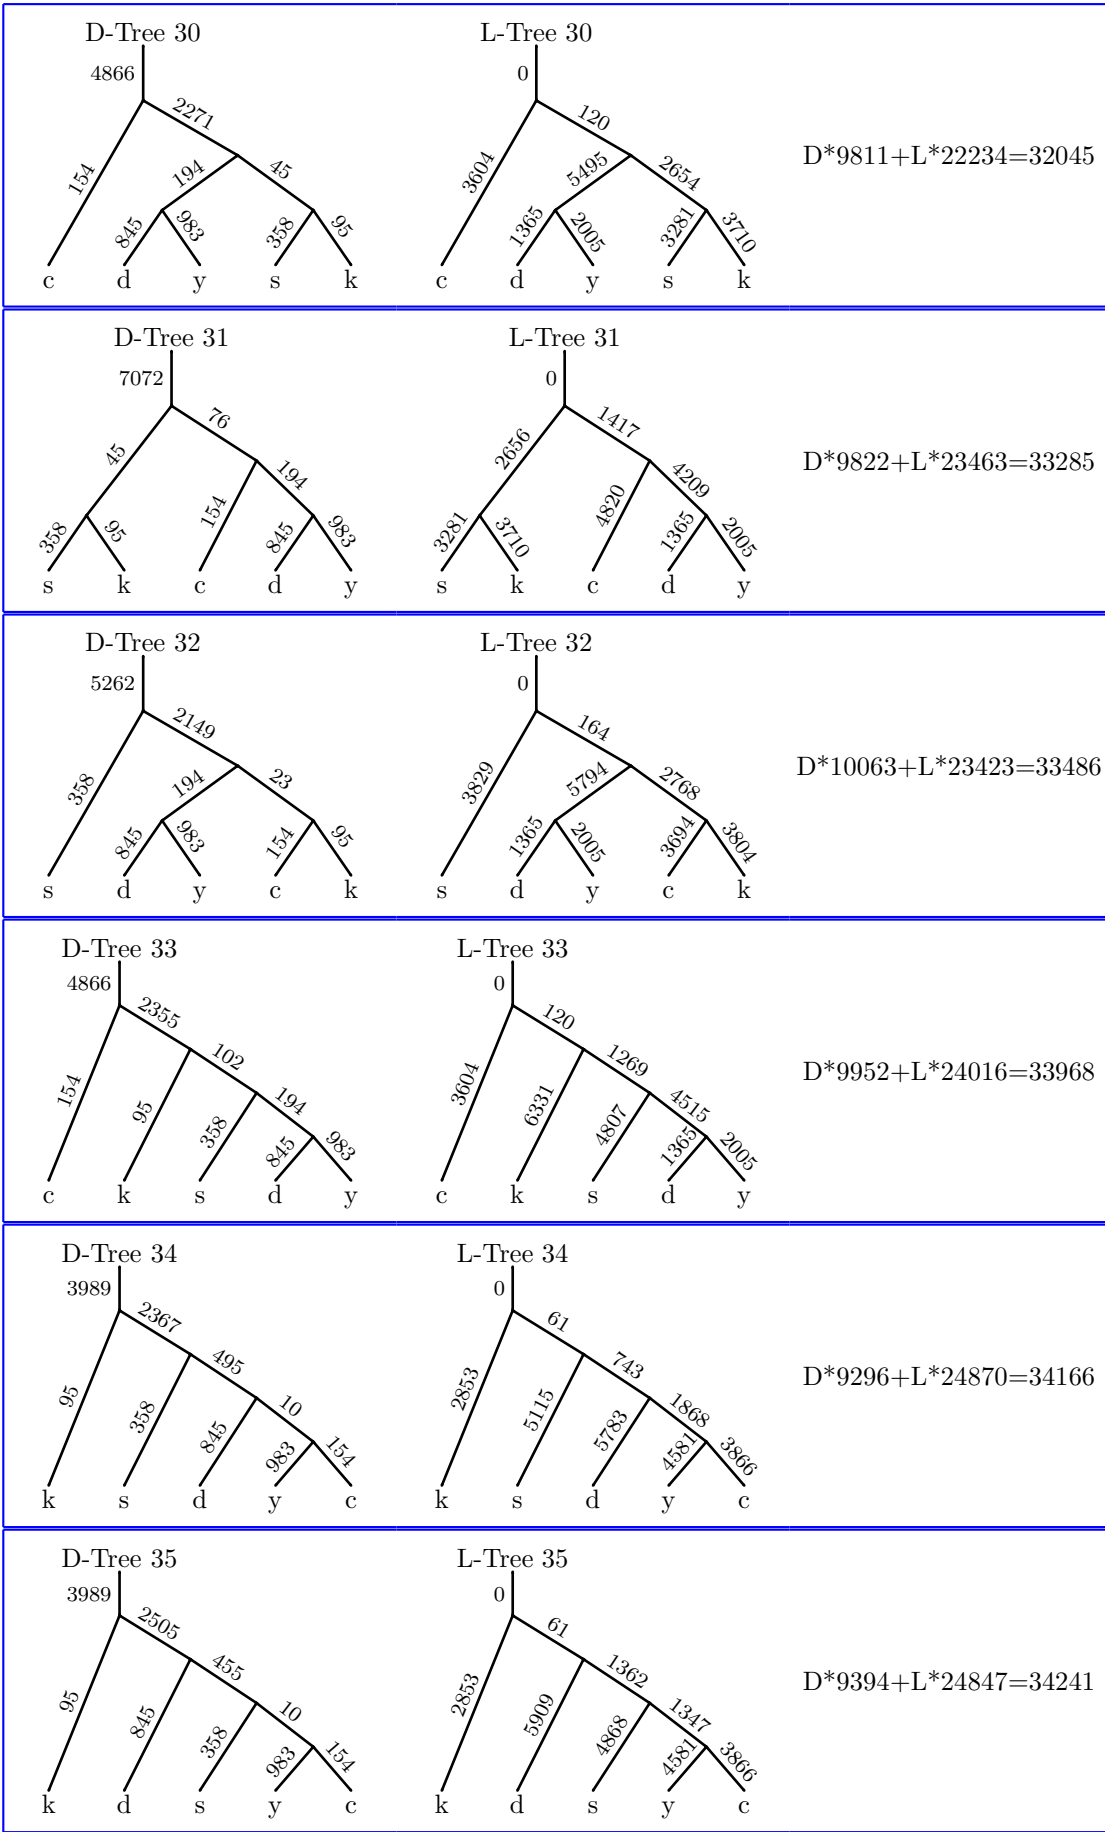 D-Tree 30 L-Tree 30
4866 0
2271 120
154 194 45 3604 5495 2654 D*9811+L*22234=32045
845 983 358 95 1365 2005 3281 3710
c d y s k c d y s k
D-Tree 31 L-Tree 31
7072 0
76 1417
45 194 2656 4209 D*9822+L*23463=33285
358 95 154 845 983 3281 3710 4820 1365 2005
s k c d y s k c d y
D-Tree 32 L-Tree 32
5262 0
2149 164
358 194 23 3829 5794 2768 D*10063+L*23423=33486
845 983 154 95 1365 2005 3694 3804
s d y c k s d y c k
D-Tree 33 L-Tree 33
4866 0
2355 120
102 1269
154 95 358 194 3604 6331 4807 4515 D*9952+L*24016=33968
845 983 1365 2005
c k s d y c k s d y
D-Tree 34 L-Tree 34
3989 0
2367 61
495 743
95 358 845 10 2853 5115 5783 1868 D*9296+L*24870=34166
983 154 4581 3866
k s d y c k s d y c
D-Tree 35 L-Tree 35
3989 0
2505 61
455 1362
95 845 358 10 2853 5909 4868 1347 D*9394+L*24847=34241
983 154 4581 3866
k d s y c k d s y c